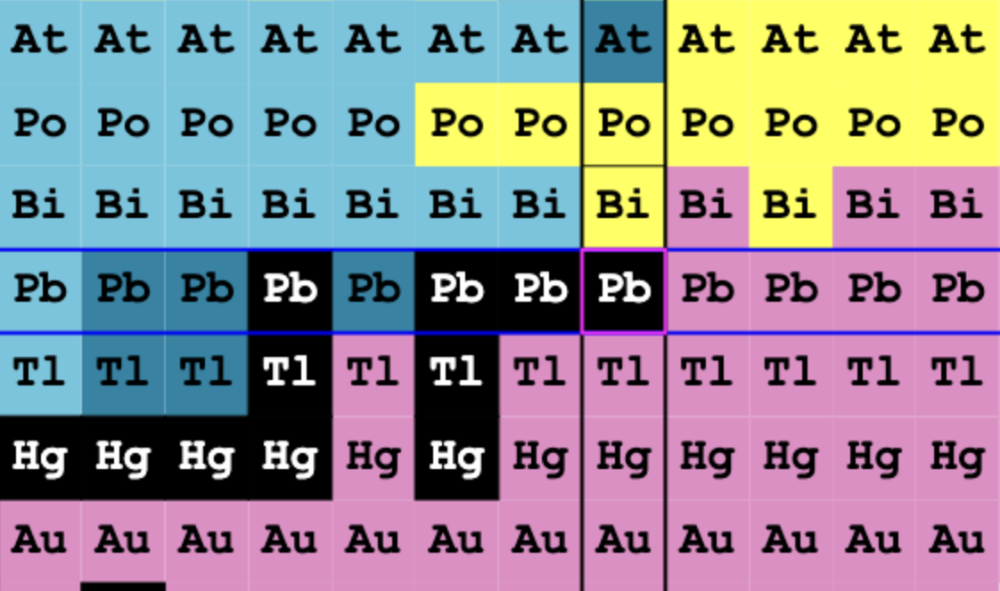 At At At At At At At At At At At At
Po Po Po Po Po Po Po Po Po Po Po Po
Bi Bi Bi Bi Bi Bi Bi Bi Bi Bi Bi Bi
Pb Pb Pb Pb Pb Pb Pb Pb Pb Pb Pb Pb
Tl Tl Tl Tl Tl Tl Tl Tl Tl Tl Tl Tl
Hg Hg Hg Hg Hg Hg Hg Hg Hg Hg Hg Hg
Au Au Au Au Au Au Au Au Au Au Au Au